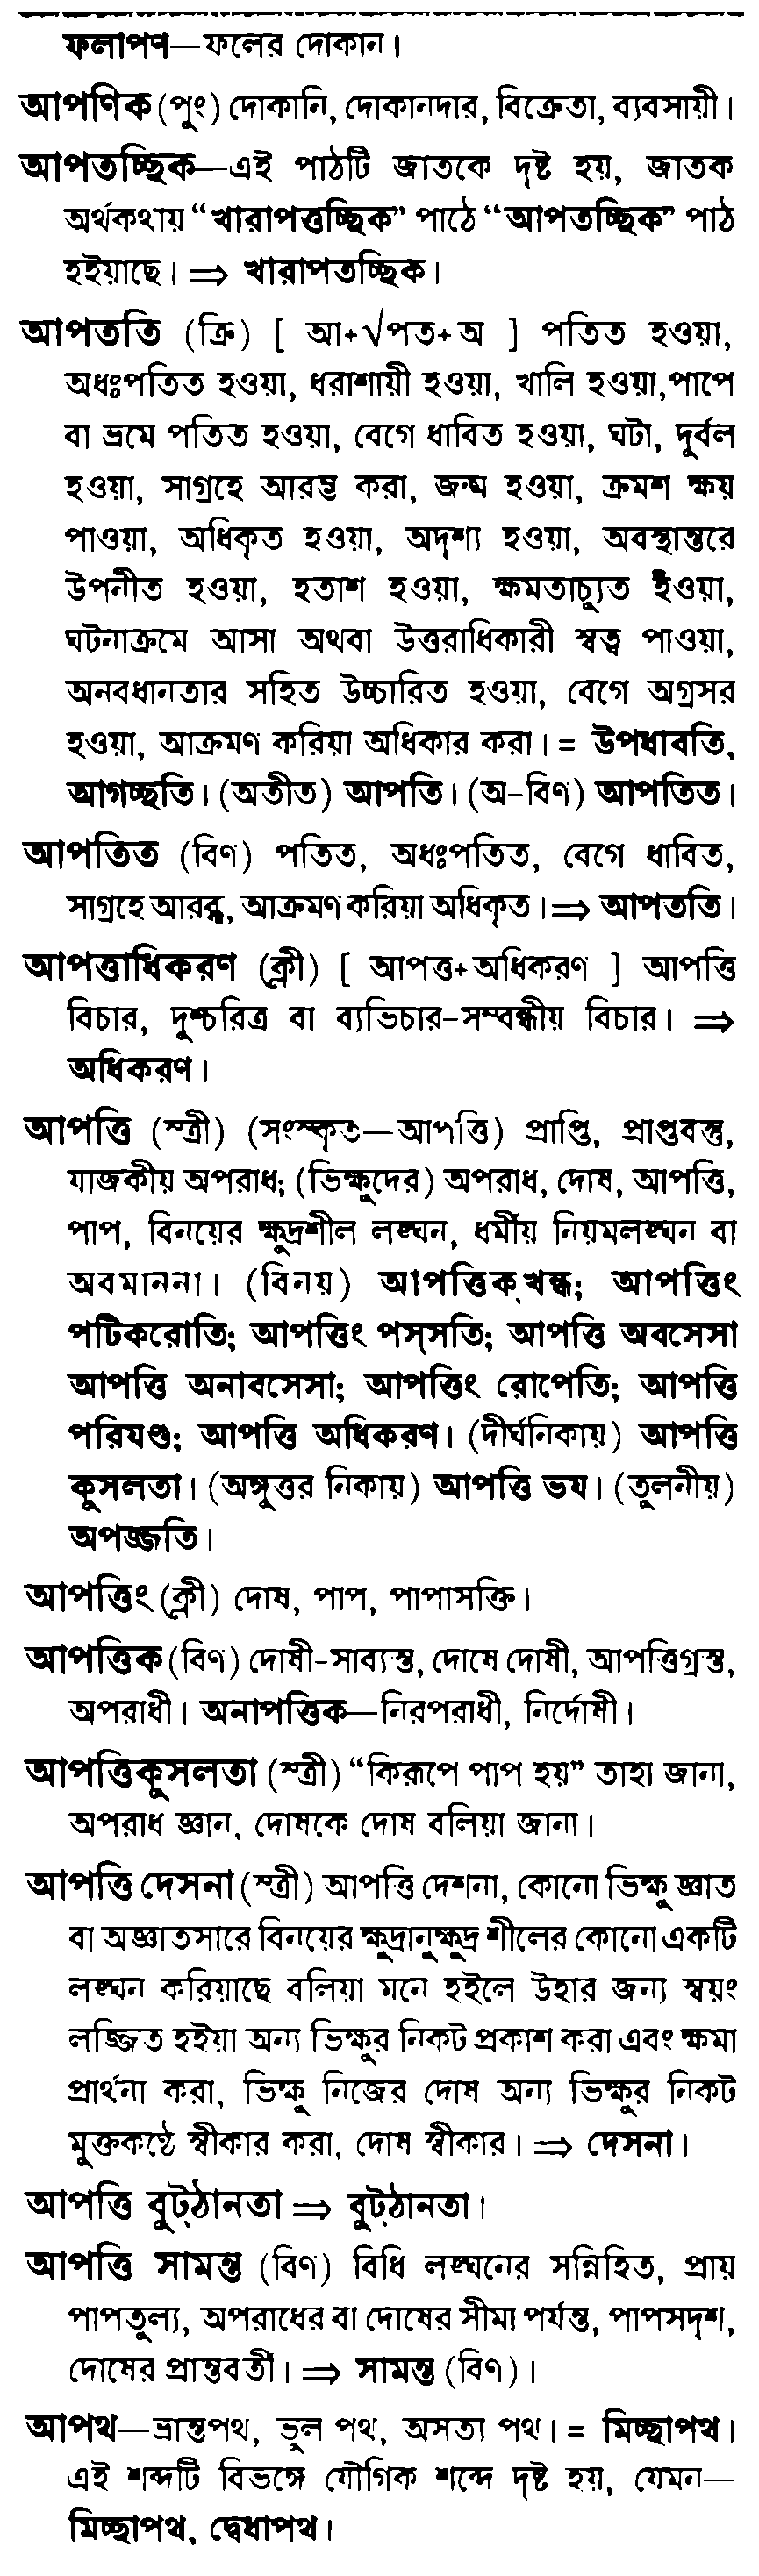 ফলাপণ—ফলের দোকান।
আপণিক (পুং) দোকানি, দোকানদার, বিক্রেতা, ব্যবসায়ী।
আপতচ্ছিক—এই পাঠটি জাতকে দৃষ্ট হয়, জাতক
অর্থকথায় “খারাপত্তচ্ছিক” পাঠে “আপতচ্ছিক” পাঠ
হইয়াছে। ⇒ খারাপতচ্ছিক।
আপততি (ক্রি) [ আ+√পত+অ ] পতিত হওয়া,
অধঃপতিত হওয়া, ধরাশায়ী হওয়া, খালি হওয়া,পাপে
বা ভ্রমে পতিত হওয়া, বেগে ধাবিত হওয়া, ঘটা, দুর্বল
হওয়া, সাগ্রহে আরম্ভ করা, জন্ম হওয়া, ক্রমশ ক্ষয়
পাওয়া, অধিকৃত হওয়া, অদৃশ্য হওয়া, অবস্থান্তরে
উপনীত হওয়া, হতাশ হওয়া, ক্ষমতাচ্যুত হওয়া,
ঘটনাক্রমে আসা অথবা উত্তরাধিকারী স্বত্ব পাওয়া,
অনবধানতার সহিত উচ্চারিত হওয়া, বেগে অগ্রসর
হওয়া, আক্রমণ করিয়া অধিকার করা। = উপধাবতি,
আগচ্ছতি। (অতীত) আপতি। (অ-বিণ) আপতিত।
আপতিত (বিণ) পতিত, অধঃপতিত, বেগে ধাবিত,
সাগ্রহে আরব্ধ, আক্রমণ করিয়া অধিকৃত। ⇒ আপততি।
আপত্তাধিকরণ (ক্লী) [ আপত্ত+অধিকরণ ] আপত্তি
বিচার, দুশ্চরিত্র বা ব্যভিচার-সম্বন্ধীয় বিচার। ⇒
অধিকরণ।
আপত্তি (স্ত্রী) (সংস্কৃত—আপত্তি) প্রাপ্তি, প্রাপ্তবস্তু,
যাজকীয় অপরাধ; (ভিক্ষুদের) অপরাধ, দোষ, আপত্তি,
পাপ, বিনয়ের ক্ষুদ্রশীল লঙ্ঘন, ধর্মীয় নিয়মলঙ্ঘন বা
অবমাননা। (বিনয়) আপত্তিক্‌খন্ধ; আপত্তিং
পটিকরোতি; আপত্তিং পস্‌সতি; আপত্তি অবসেসা
আপত্তি অনাবসেসা; আপত্তিং রোপেতি; আপত্তি
পরিযণ্ড; আপত্তি অধিকরণ। (দীর্ঘনিকায়) আপত্তি
কুসলতা। (অঙ্গুত্তর নিকায়) আপত্তি ভয। (তুলনীয়)
অপজ্জতি।
আপত্তিং (ক্লী) দোষ, পাপ, পাপাসক্তি।
আপত্তিক (বিণ) দোষী-সাব্যস্ত, দোষে দোষী, আপত্তিগ্রস্ত,
অপরাধী। অনাপত্তিক—নিরপরাধী, নির্দোষী।
আপত্তিকুসলতা (স্ত্রী) “কিরূপে পাপ হয়” তাহা জানা,
অপরাধ জ্ঞান, দোষকে দোষ বলিয়া জানা।
আপত্তি দেসনা (স্ত্রী) আপত্তি দেশনা, কোনো ভিক্ষু জ্ঞাত
বা অজ্ঞাতসারে বিনয়ের ক্ষুদ্রানুক্ষুদ্র শীলের কোনো একটি
লঙ্ঘন করিয়াছে বলিয়া মনে হইলে উহার জন্য স্বয়ং
লজ্জিত হইয়া অন্য ভিক্ষুর নিকট প্রকাশ করা এবং ক্ষমা
প্রার্থনা করা, ভিক্ষু নিজের দোষ অন্য ভিক্ষুর নিকট
মুক্তকণ্ঠে স্বীকার করা, দোষ স্বীকার। ⇒ দেসনা।
আপত্তি বুট্‌ঠানতা ⇒ বুট্‌ঠানতা।
আপত্তি সামন্ত (বিণ) বিধি লঙ্ঘনের সন্নিহিত, প্রায়
পাপতুল্য, অপরাধের বা দোষের সীমা পর্যন্ত, পাপসদৃশ,
দোষের প্রান্তবর্তী। ⇒ সামন্ত (বিণ)।
আপথ—ভ্রান্তপথ, ভুল পথ, অসত্য পথ। = মিচ্ছাপথ।
এই শব্দটি বিভঙ্গে যৌগিক শব্দে দৃষ্ট হয়, যেমন—
মিচ্ছাপথ, দ্বেধাপথ।